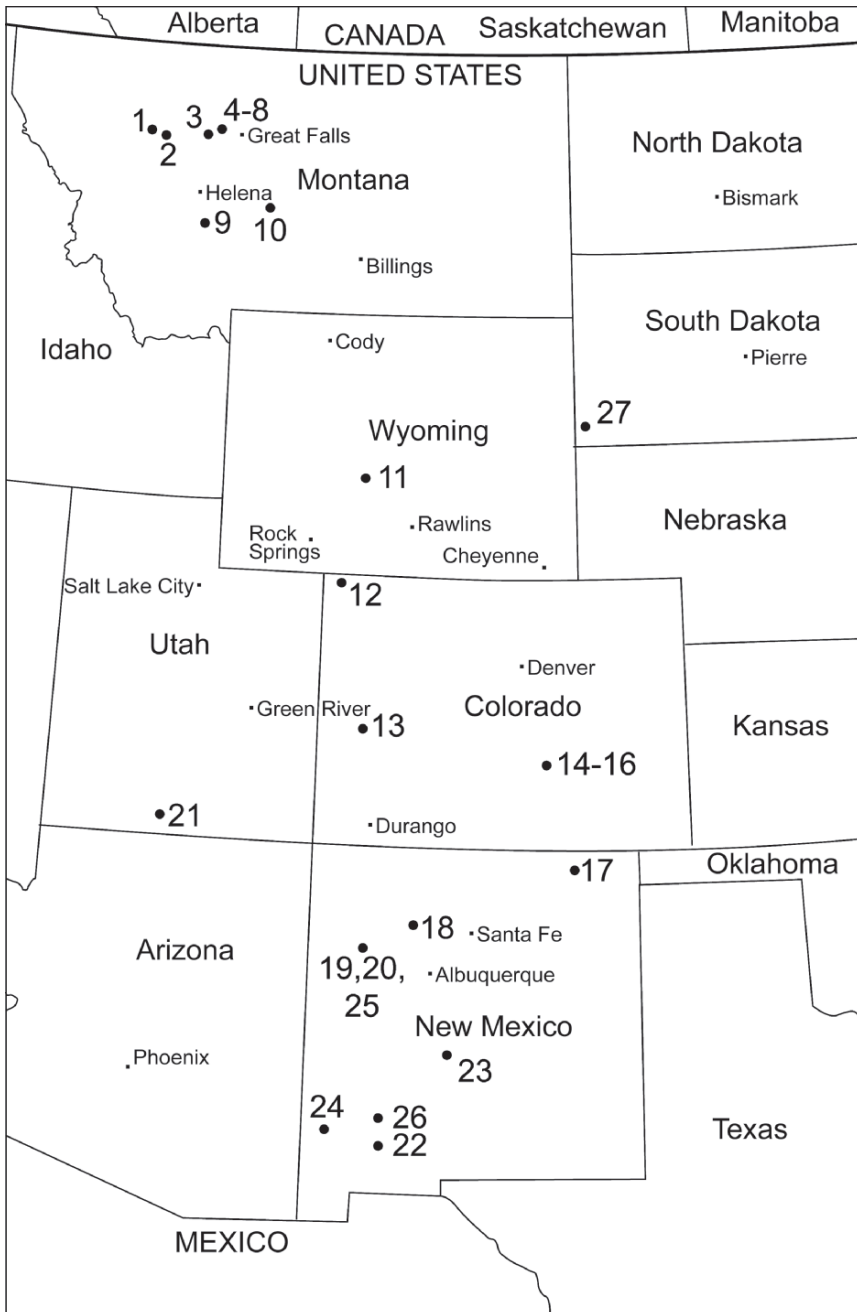 Alberta
CANADA
Saskatchewan
Manitoba
UNITED STATES
1
2
3
4-8
Great Falls
North Dakota
Montana
Helena
Bismark
9
10
Billings
Idaho
Cody
South Dakota
Pierre
27
Wyoming
11
Rock
Springs
Rawlins
Cheyenne
Nebraska
Salt Lake City
12
Utah
Denver
Green River
13
Colorado
Kansas
14-16
21
Durango
17
Oklahoma
18
Santa Fe
Arizona
19,20,
25
Albuquerque
New Mexico
Phoenix
23
24
26
22
Texas
MEXICO